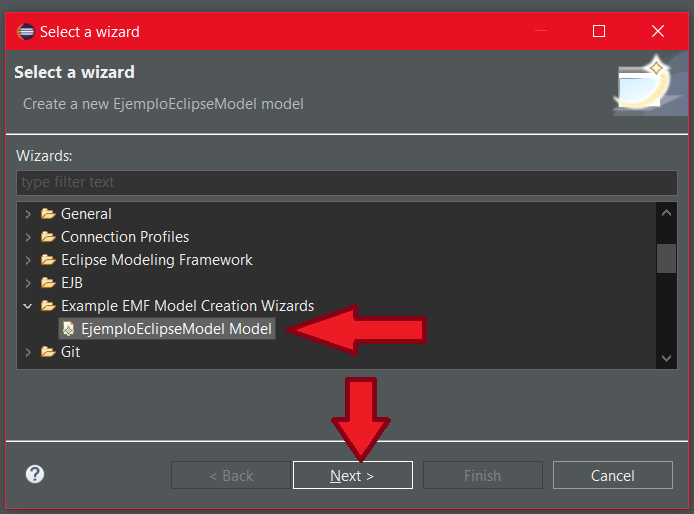 Select a wizard
Select a wizard
Create a new EjemploEclipseModel model
Wizards:
type filter text
General
Connection Profiles
Eclipse Modeling Framework
EJB
Example EMF Model Creation Wizards
EjemploEclipseModel Model
Git
?
< Back
Next >
Finish
Cancel